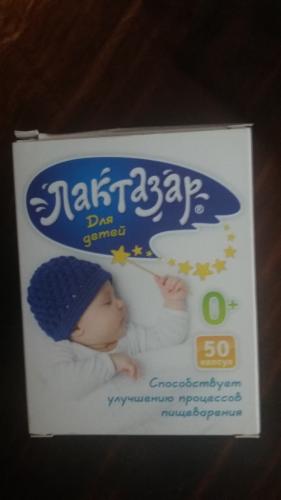 Лактазар®
Для
детей
0+
50
капсул
Способствует
улучшению процессов
пищеварения